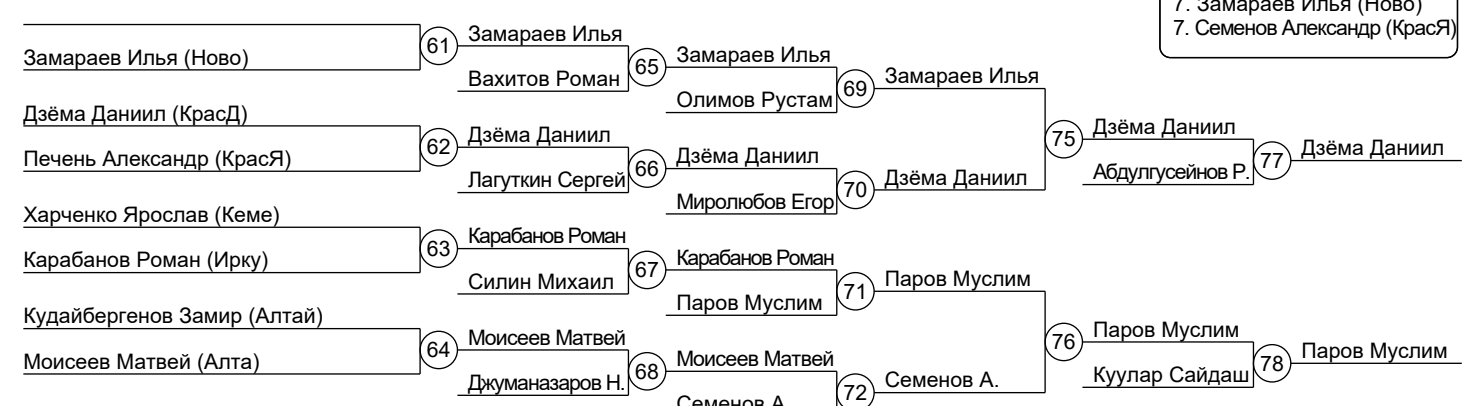 7. Замараев Илья (Ново)
7. Семенов Александр (КрасЯ)
Замараев Илья (Ново)
61
Замараев Илья
Вахитов Роман
65
Замараев Илья
Олимов Рустам
69
Замараев Илья
Дзёма Даниил (КрасД)
Печень Александр (КрасЯ)
62
Дзёма Даниил
Лагуткин Сергей
66
Дзёма Даниил
Миролюбов Егор
70
Дзёма Даниил
75
Дзёма Даниил
Абдулгусейнов Р.
77
Дзёма Даниил
Харченко Ярослав (Кеме)
Карабанов Роман (Ирку)
63
Карабанов Роман
Силин Михаил
67
Карабанов Роман
Паров Муслим
71
Паров Муслим
Кудайбергенов Замир (Алтай)
Моисеев Матвей (Алта)
64
Моисеев Матвей
Джуманазаров Н.
68
Моисеев Матвей
Семенов А.
72
Семенов А.
76
Паров Муслим
Куулар Сайдаш
78
Паров Муслим